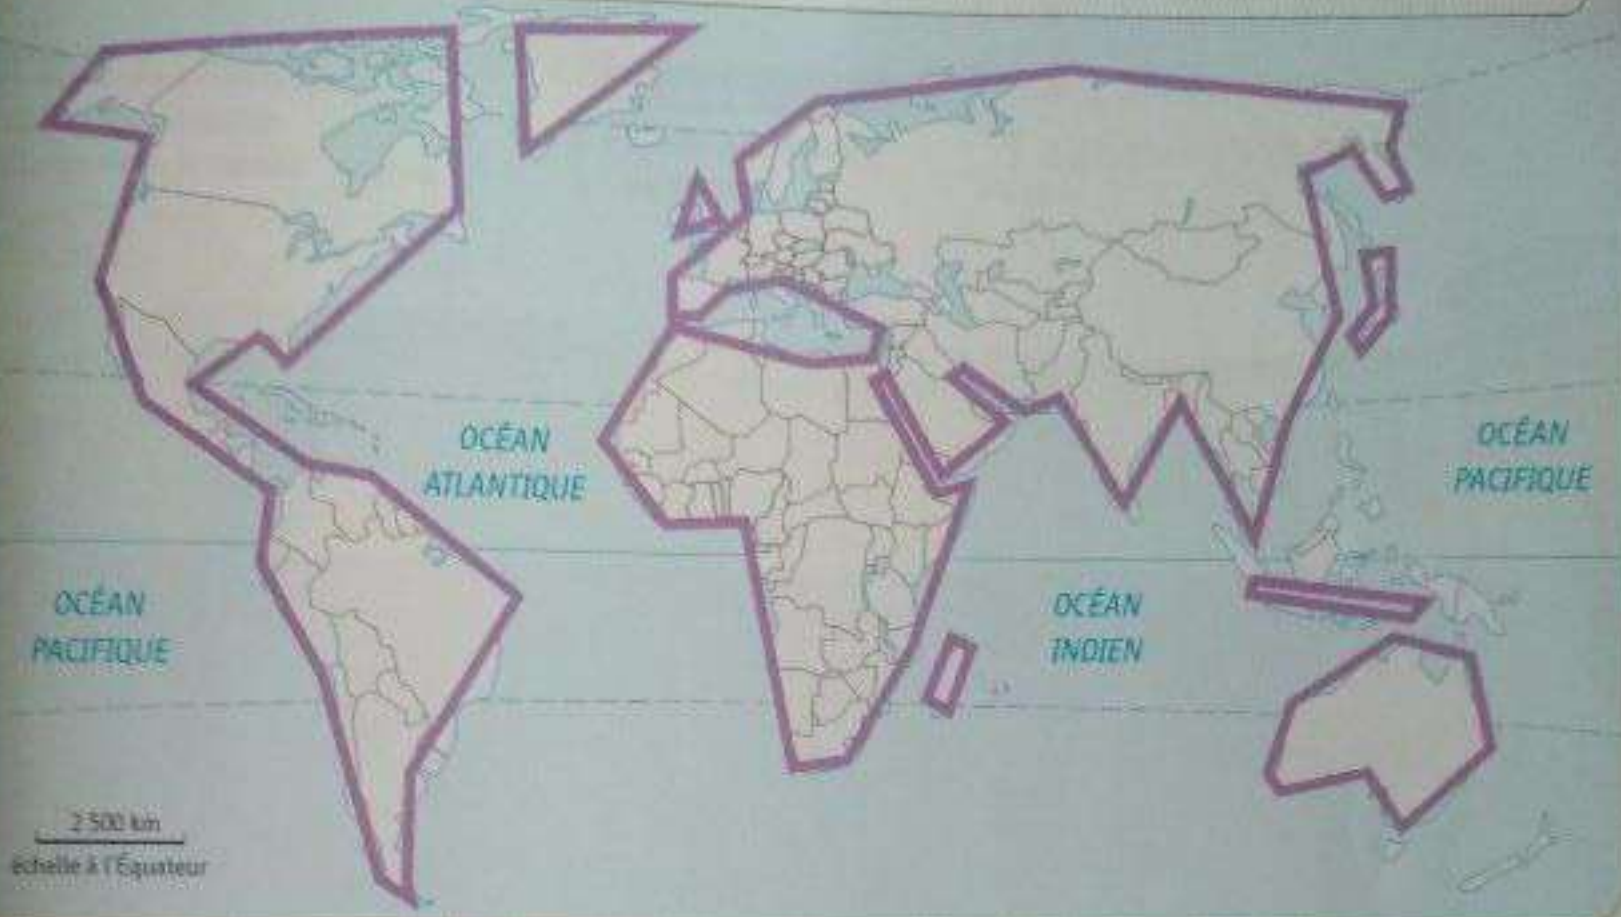 OCÉAN
ATLANTIQUE
OCÉAN
PACIFIQUE
OCÉAN
PACIFIQUE
OCÉAN
INDIEN
2 500 km
échelle à l'Équateur